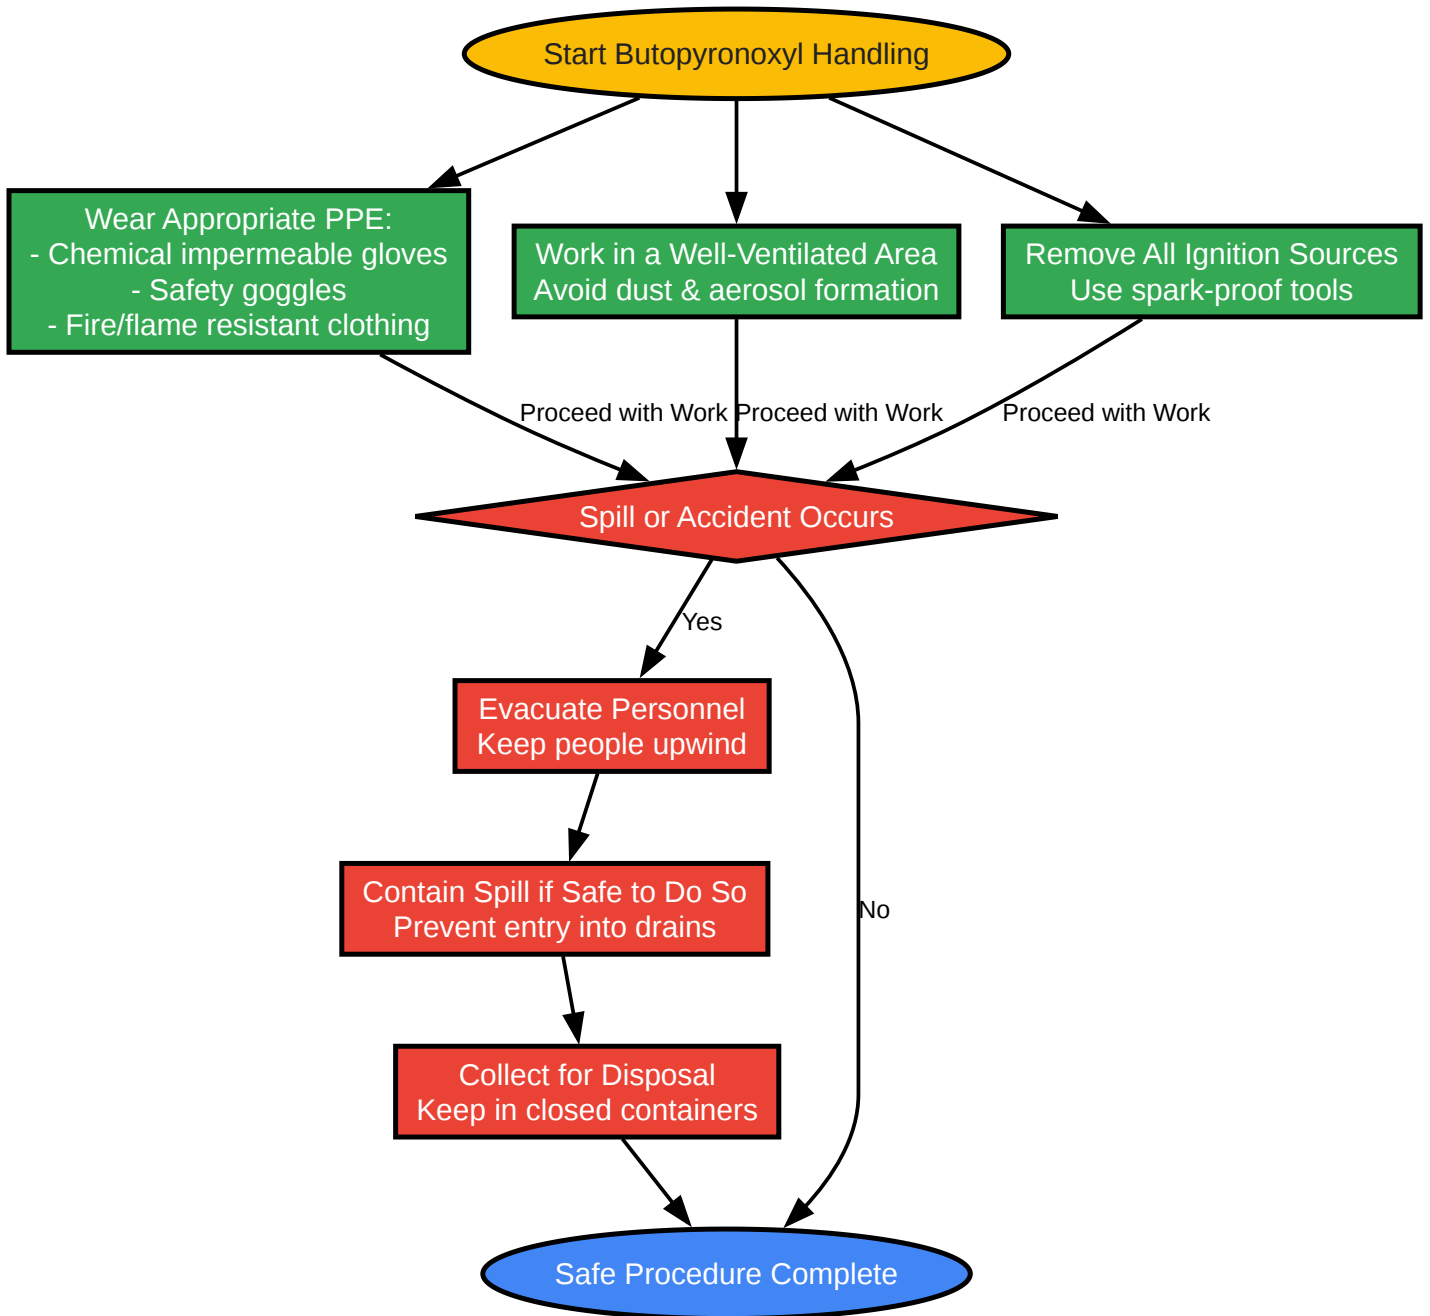 Start Butopyronoxyl Handling
Wear Appropriate PPE:
- Chemical impermeable gloves
- Safety goggles
- Fire/flame resistant clothing
Work in a Well-Ventilated Area
Avoid dust & aerosol formation
Remove All Ignition Sources
Use spark-proof tools
Proceed with Work
Proceed with Work
Proceed with Work
Spill or Accident Occurs
Yes
Evacuate Personnel
Keep people upwind
Contain Spill if Safe to Do So
Prevent entry into drains
No
Collect for Disposal
Keep in closed containers
Safe Procedure Complete